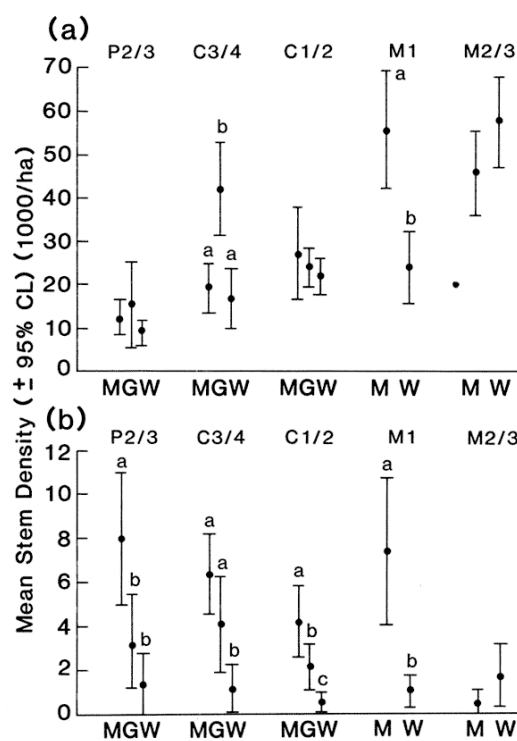 (a)
P2/3 C3/4 C1/2 M1 M2/3
70
60
50
40
30
20
10
0
a b a a b
MGW MGW MGW M W M W
Mean Stem Density (± 95% CL) (1000/ha)
(b)
P2/3 C3/4 C1/2 M1 M2/3
12
10
8
6
4
2
0
a b b a a b a b c a b
MGW MGW MGW M W M W